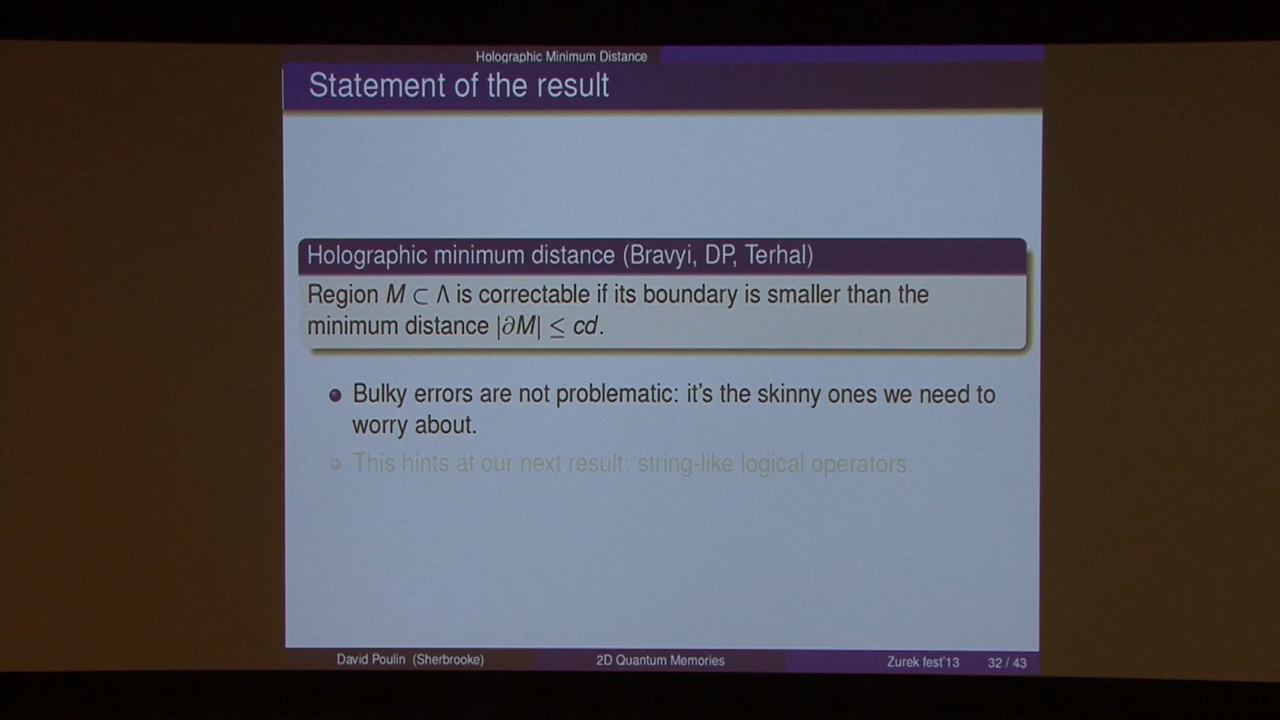 Holographic Minimum Distance
Statement of the result
Holographic minimum distance (Bravyi, DP, Terhal)
Region M ⊂ Λ is correctable if its boundary is smaller than the
minimum distance |∂M| ≤ cd.
Bulky errors are not problematic: it's the skinny ones we need to
worry about.
This hints at our next result: string-like logical operators.
David Poulin (Sherbrooke)
2D Quantum Memories
Zurek fest'13
32 / 43